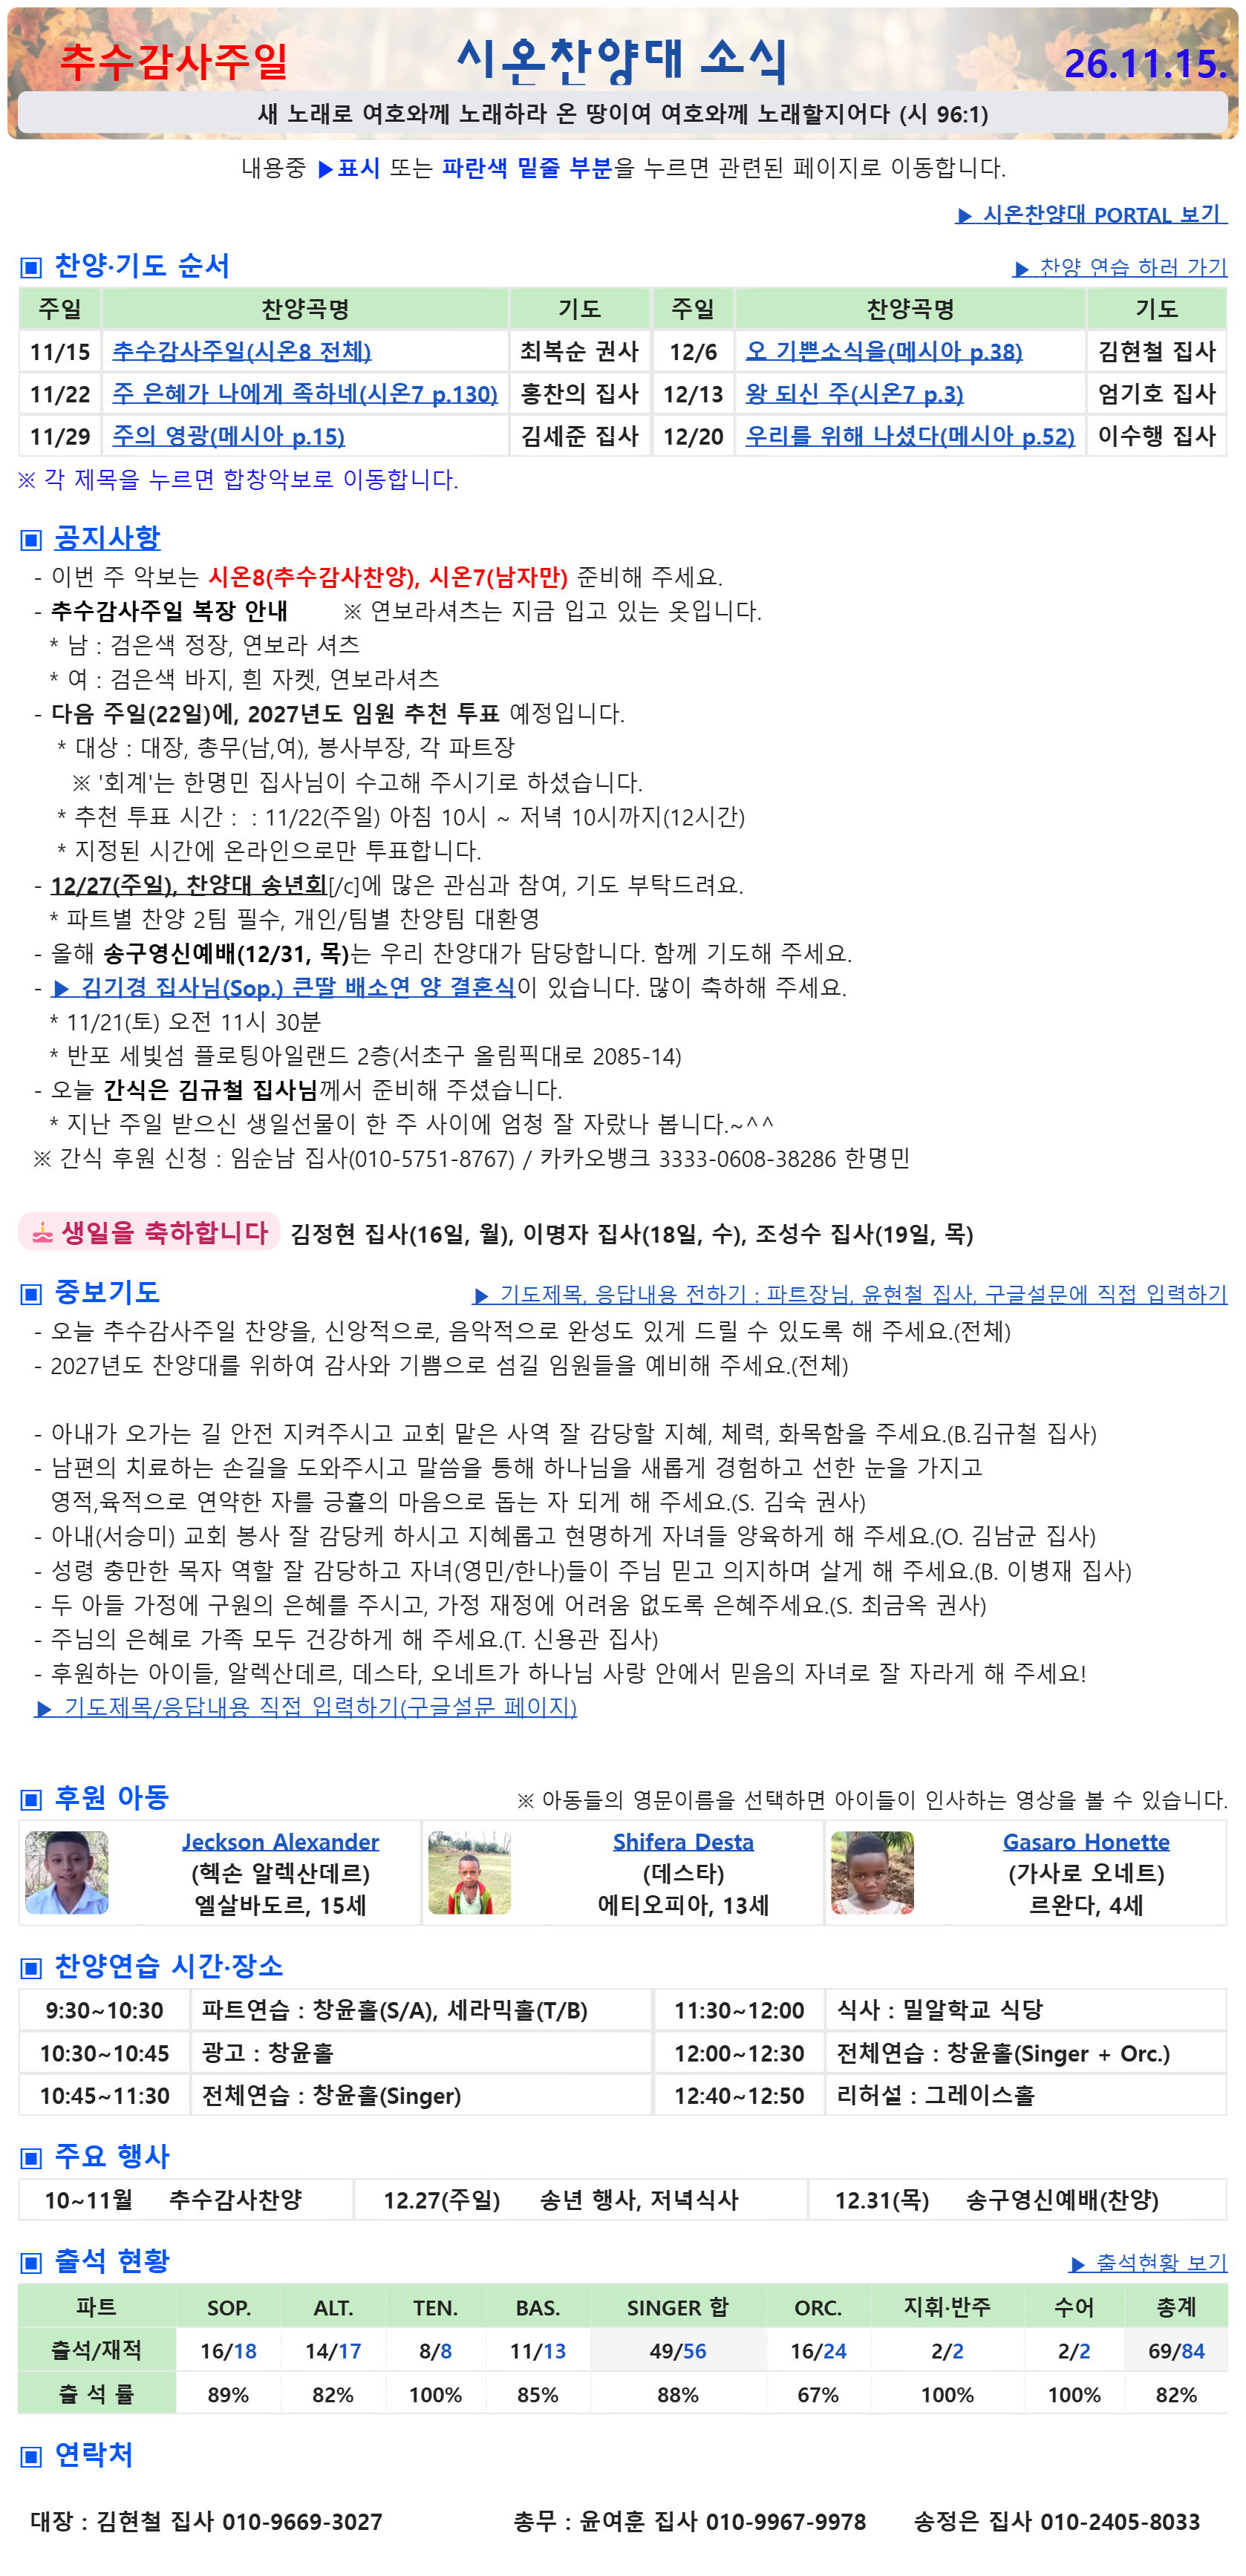 추수감사주일 시온찬양대 소식 26.11.15.
새 노래로 여호와께 노래하라 온 땅이여 여호와께 노래할지어다 (시 96:1)
내용중 ▶표시 또는 파란색 밑줄 부분을 누르면 관련된 페이지로 이동합니다.
▶ 시온찬양대 PORTAL 보기
▣ 찬양·기도 순서 ▶ 찬양 연습 하러 가기
주일 찬양곡명 기도 주일 찬양곡명 기도
11/15 추수감사주일(시온8 전체) 최복순 권사 12/6 오 기쁜소식을(메시아 p.38) 김현철 집사
11/22 주 은혜가 나에게 족하네(시온7 p.130) 홍찬의 집사 12/13 왕 되신 주(시온7 p.3) 엄기호 집사
11/29 주의 영광(메시아 p.15) 김세준 집사 12/20 우리를 위해 나셨다(메시아 p.52) 이수행 집사
※ 각 제목을 누르면 합창악보로 이동합니다.
▣ 공지사항
- 이번 주 악보는 시온8(추수감사찬양), 시온7(남자만) 준비해 주세요.
- 추수감사주일 복장 안내 ※ 연보라셔츠는 지금 입고 있는 옷입니다.
* 남 : 검은색 정장, 연보라 셔츠
* 여 : 검은색 바지, 흰 자켓, 연보라셔츠
- 다음 주일(22일)에, 2027년도 임원 추천 투표 예정입니다.
* 대상 : 대장, 총무(남,여), 봉사부장, 각 파트장
※ '회계'는 한명민 집사님이 수고해 주시기로 하셨습니다.
* 추천 투표 시간 : : 11/22(주일) 아침 10시 ~ 저녁 10시까지(12시간)
* 지정된 시간에 온라인으로만 투표합니다.
- 12/27(주일), 찬양대 송년회[/c]에 많은 관심과 참여, 기도 부탁드려요.
* 파트별 찬양 2팀 필수, 개인/팀별 찬양팀 대환영
- 올해 송구영신예배(12/31, 목)는 우리 찬양대가 담당합니다. 함께 기도해 주세요.
- ▶ 김기경 집사님(Sop.) 큰딸 배소연 양 결혼식이 있습니다. 많이 축하해 주세요.
* 11/21(토) 오전 11시 30분
* 반포 세빛섬 플로팅아일랜드 2층(서초구 올림픽대로 2085-14)
- 오늘 간식은 김규철 집사님께서 준비해 주셨습니다.
* 지난 주일 받으신 생일선물이 한 주 사이에 엄청 잘 자랐나 봅니다.~^^
※ 간식 후원 신청 : 임순남 집사(010-5751-8767) / 카카오뱅크 3333-0608-38286 한명민
생일을 축하합니다 김정현 집사(16일, 월), 이명자 집사(18일, 수), 조성수 집사(19일, 목)
▣ 중보기도 ▶ 기도제목, 응답내용 전하기 : 파트장님, 윤현철 집사, 구글설문에 직접 입력하기
- 오늘 추수감사주일 찬양을, 신앙적으로, 음악적으로 완성도 있게 드릴 수 있도록 해 주세요.(전체)
- 2027년도 찬양대를 위하여 감사와 기쁨으로 섬길 임원들을 예비해 주세요.(전체)
- 아내가 오가는 길 안전 지켜주시고 교회 맡은 사역 잘 감당할 지혜, 체력, 화목함을 주세요.(B.김규철 집사)
- 남편의 치료하는 손길을 도와주시고 말씀을 통해 하나님을 새롭게 경험하고 선한 눈을 가지고
영적,육적으로 연약한 자를 긍휼의 마음으로 돕는 자 되게 해 주세요.(S. 김숙 권사)
- 아내(서승미) 교회 봉사 잘 감당케 하시고 지혜롭고 현명하게 자녀들 양육하게 해 주세요.(O. 김남균 집사)
- 성령 충만한 목자 역할 잘 감당하고 자녀(영민/한나)들이 주님 믿고 의지하며 살게 해 주세요.(B. 이병재 집사)
- 두 아들 가정에 구원의 은혜를 주시고, 가정 재정에 어려움 없도록 은혜주세요.(S. 최금옥 권사)
- 주님의 은혜로 가족 모두 건강하게 해 주세요.(T. 신용관 집사)
- 후원하는 아이들, 알렉산데르, 데스타, 오네트가 하나님 사랑 안에서 믿음의 자녀로 잘 자라게 해 주세요!
▶ 기도제목/응답내용 직접 입력하기(구글설문 페이지)
▣ 후원 아동 ※ 아동들의 영문이름을 선택하면 아이들이 인사하는 영상을 볼 수 있습니다.
Jeckson Alexander Shifera Desta Gasaro Honette
(헥손 알렉산데르) (데스타) (가사로 오네트)
엘살바도르, 15세 에티오피아, 13세 르완다, 4세
▣ 찬양연습 시간·장소
9:30~10:30 파트연습 : 창윤홀(S/A), 세라믹홀(T/B) 11:30~12:00 식사 : 밀알학교 식당
10:30~10:45 광고 : 창윤홀 12:00~12:30 전체연습 : 창윤홀(Singer + Orc.)
10:45~11:30 전체연습 : 창윤홀(Singer) 12:40~12:50 리허설 : 그레이스홀
▣ 주요 행사
10~11월 추수감사찬양 12.27(주일) 송년 행사, 저녁식사 12.31(목) 송구영신예배(찬양)
▣ 출석 현황 ▶ 출석현황 보기
파트 SOP. ALT. TEN. BAS. SINGER 합 ORC. 지휘·반주 수어 총계
출석/재적 16/18 14/17 8/8 11/13 49/56 16/24 2/2 2/2 69/84
출 석 률 89% 82% 100% 85% 88% 67% 100% 100% 82%
▣ 연락처
대장 : 김현철 집사 010-9669-3027 총무 : 윤여훈 집사 010-9967-9978 송정은 집사 010-2405-8033